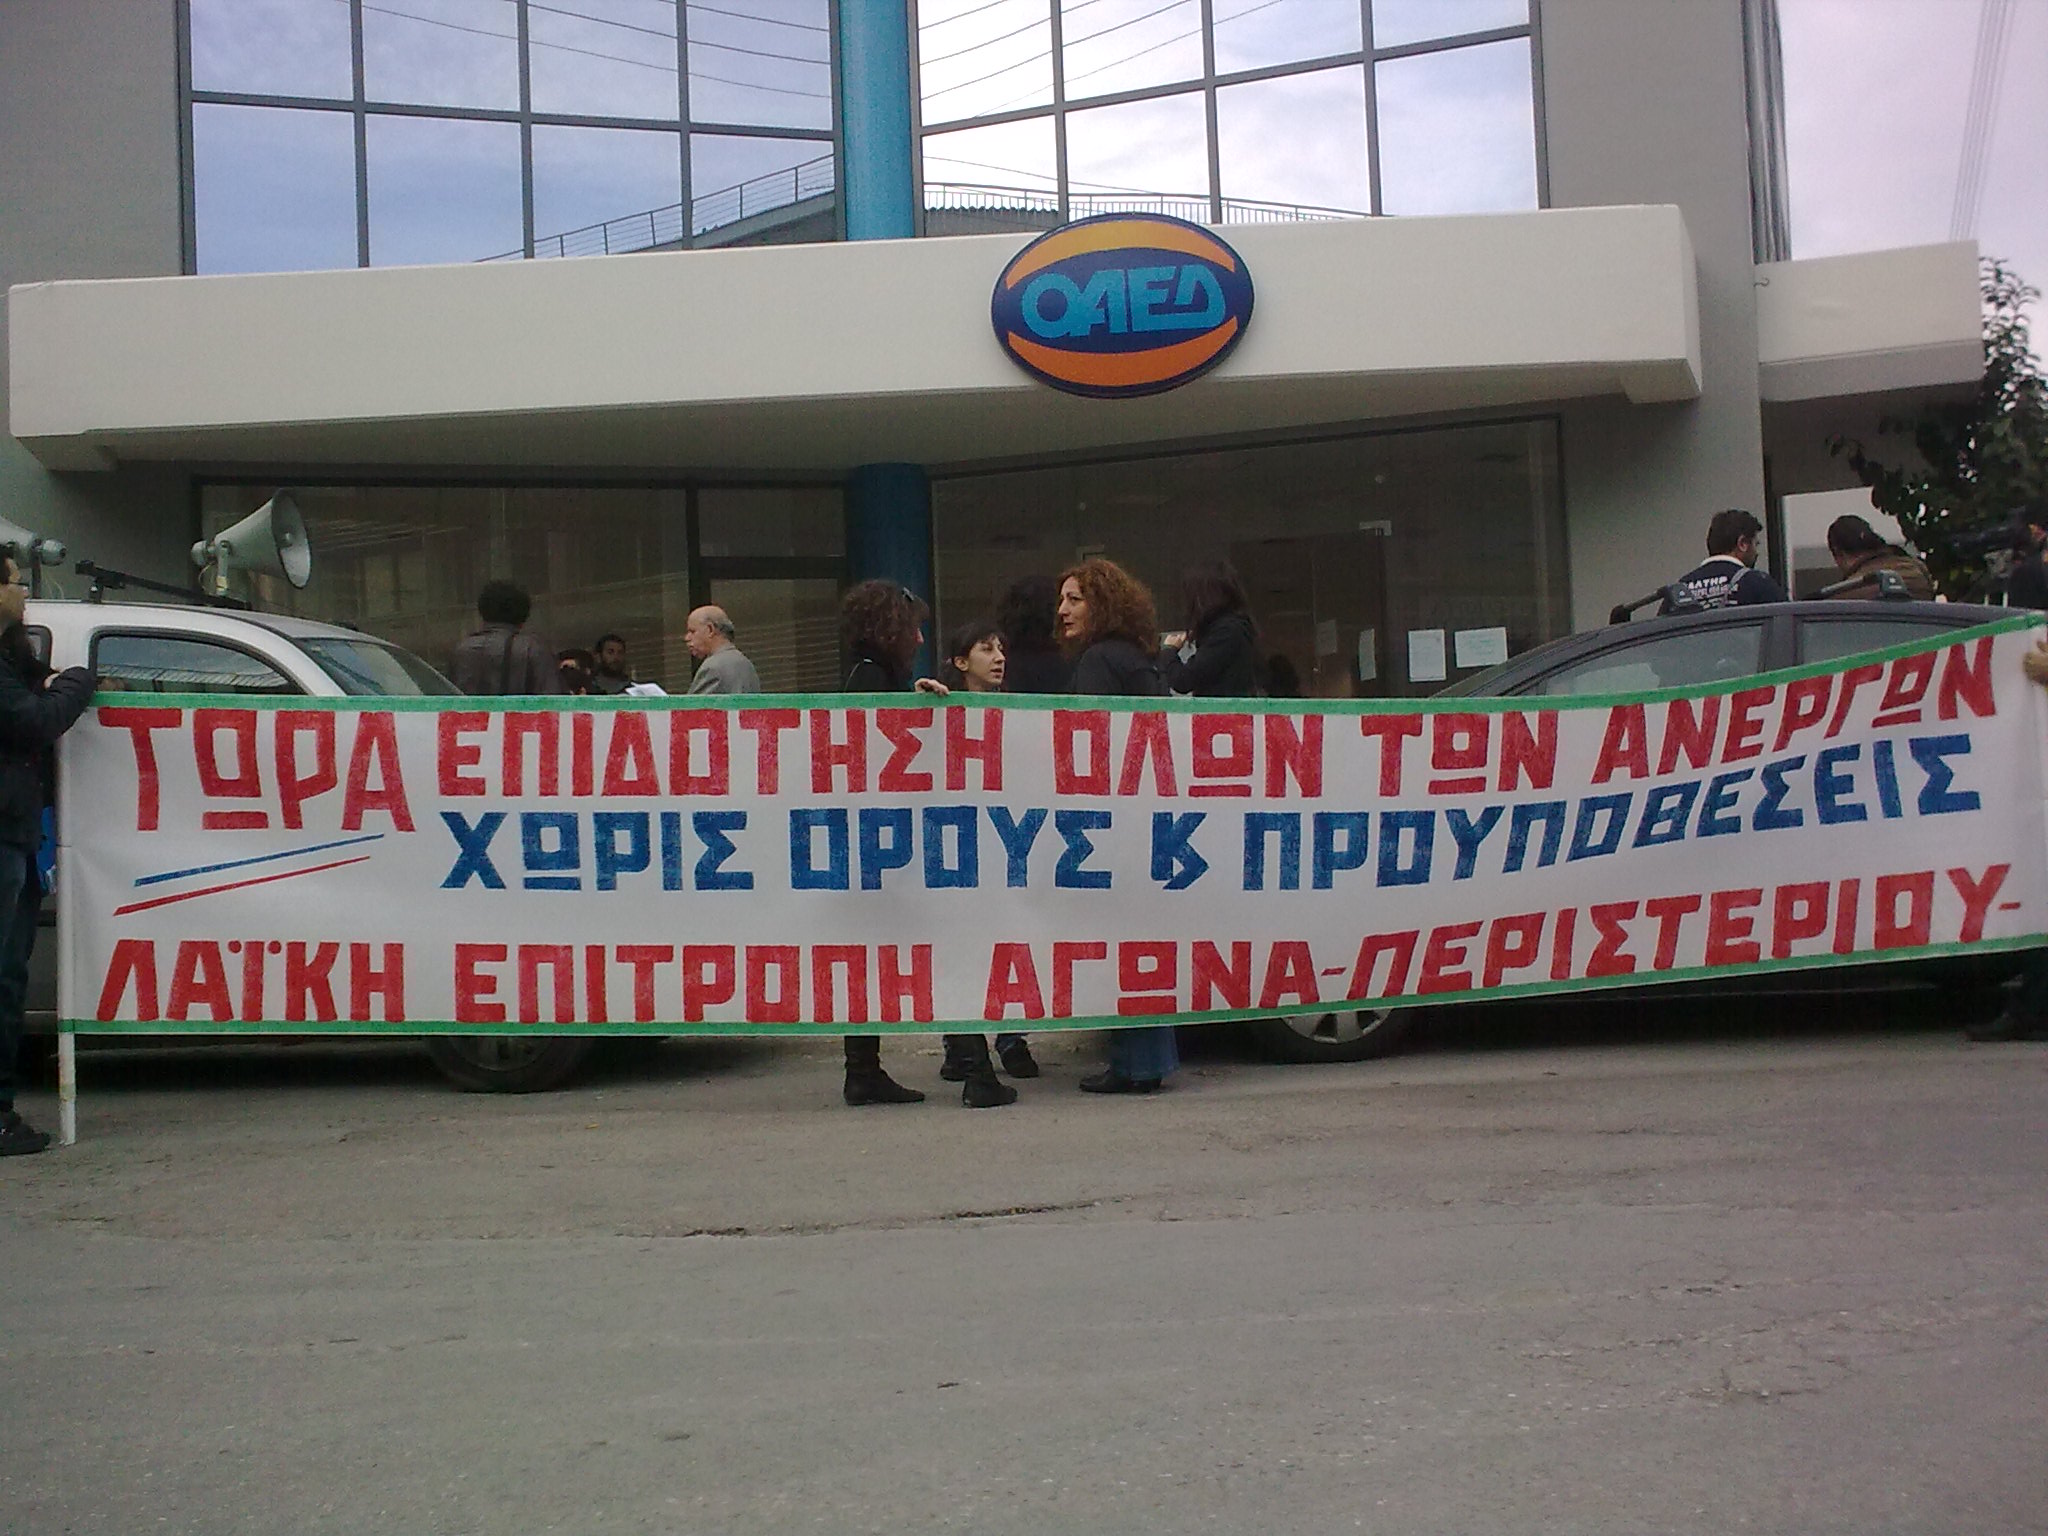 ΟΑΕΔ
ΤΩΡΑ ΕΠΙΔΟΤΗΣΗ ΟΛΩΝ ΤΩΝ ΑΝΕΡΓΩΝ
ΧΩΡΙΣ ΟΡΟΥΣ Κ ΠΡΟΥΠΟΘΕΣΕΙΣ
ΛΑΪΚΗ ΕΠΙΤΡΟΠΗ ΑΓΩΝΑ-ΠΕΡΙΣΤΕΡΙΟΥ-